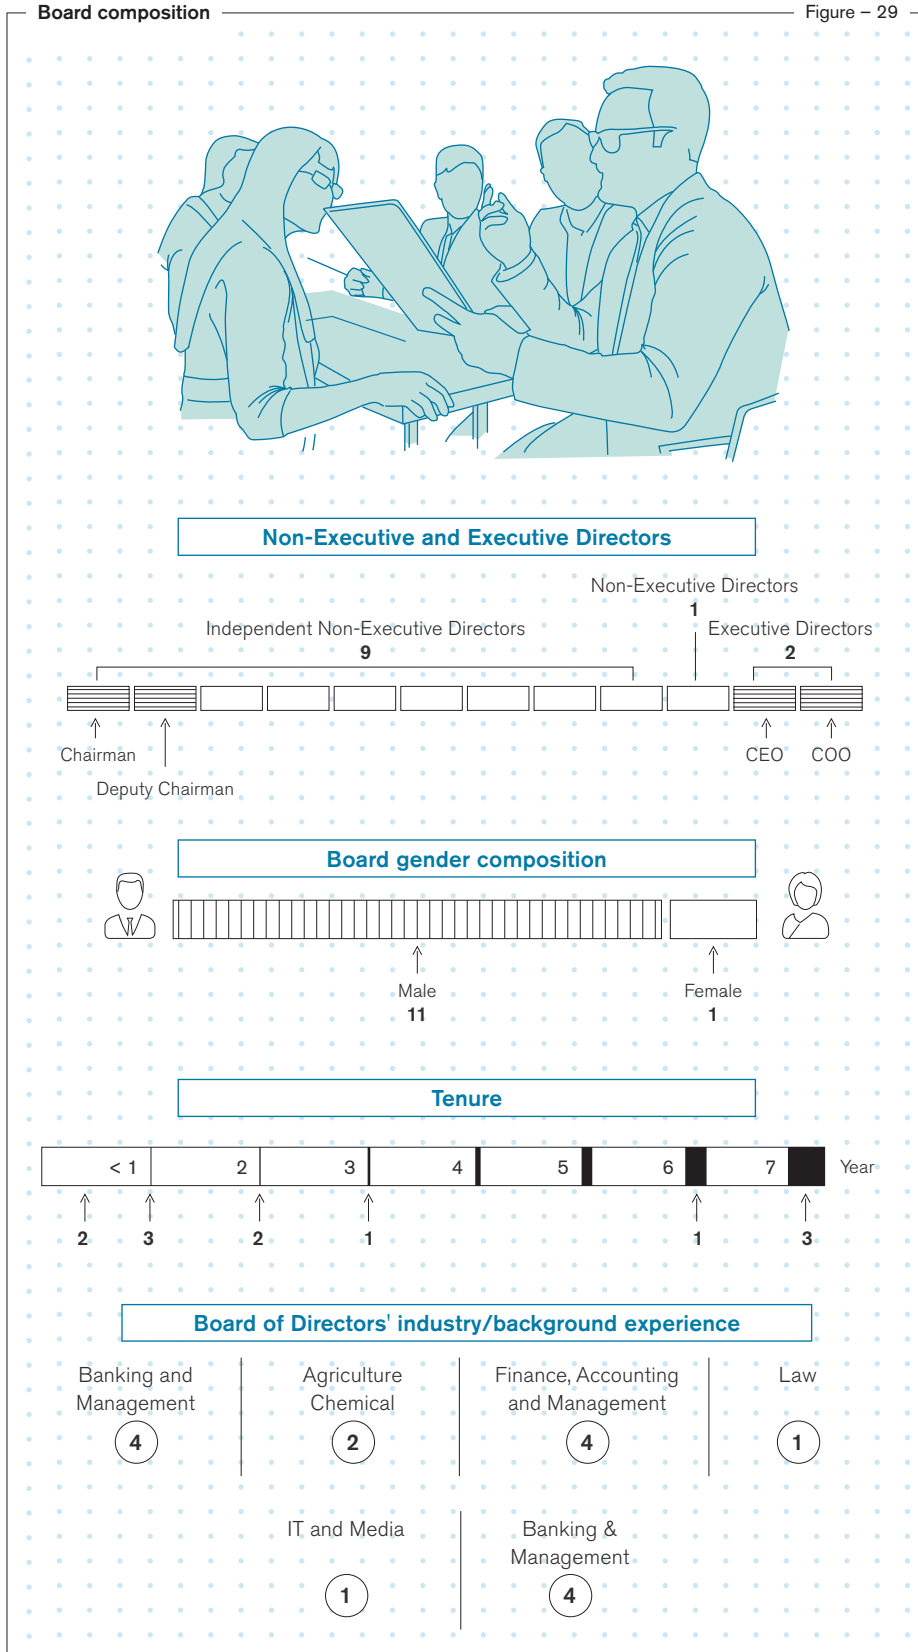 Board composition
Figure – 29
Non-Executive and Executive Directors
Non-Executive Directors
1
Independent Non-Executive Directors
9
Executive Directors
2
Chairman
Deputy Chairman
CEO
COO
Board gender composition
Male
11
Female
1
Tenure
< 1 2 3 4 5 6 7 Year
2 3 2 1 1 3
Board of Directors' industry/background experience
Banking and
Management
4
Agriculture
Chemical
2
Finance, Accounting
and Management
4
Law
1
IT and Media
1
Banking &
Management
4